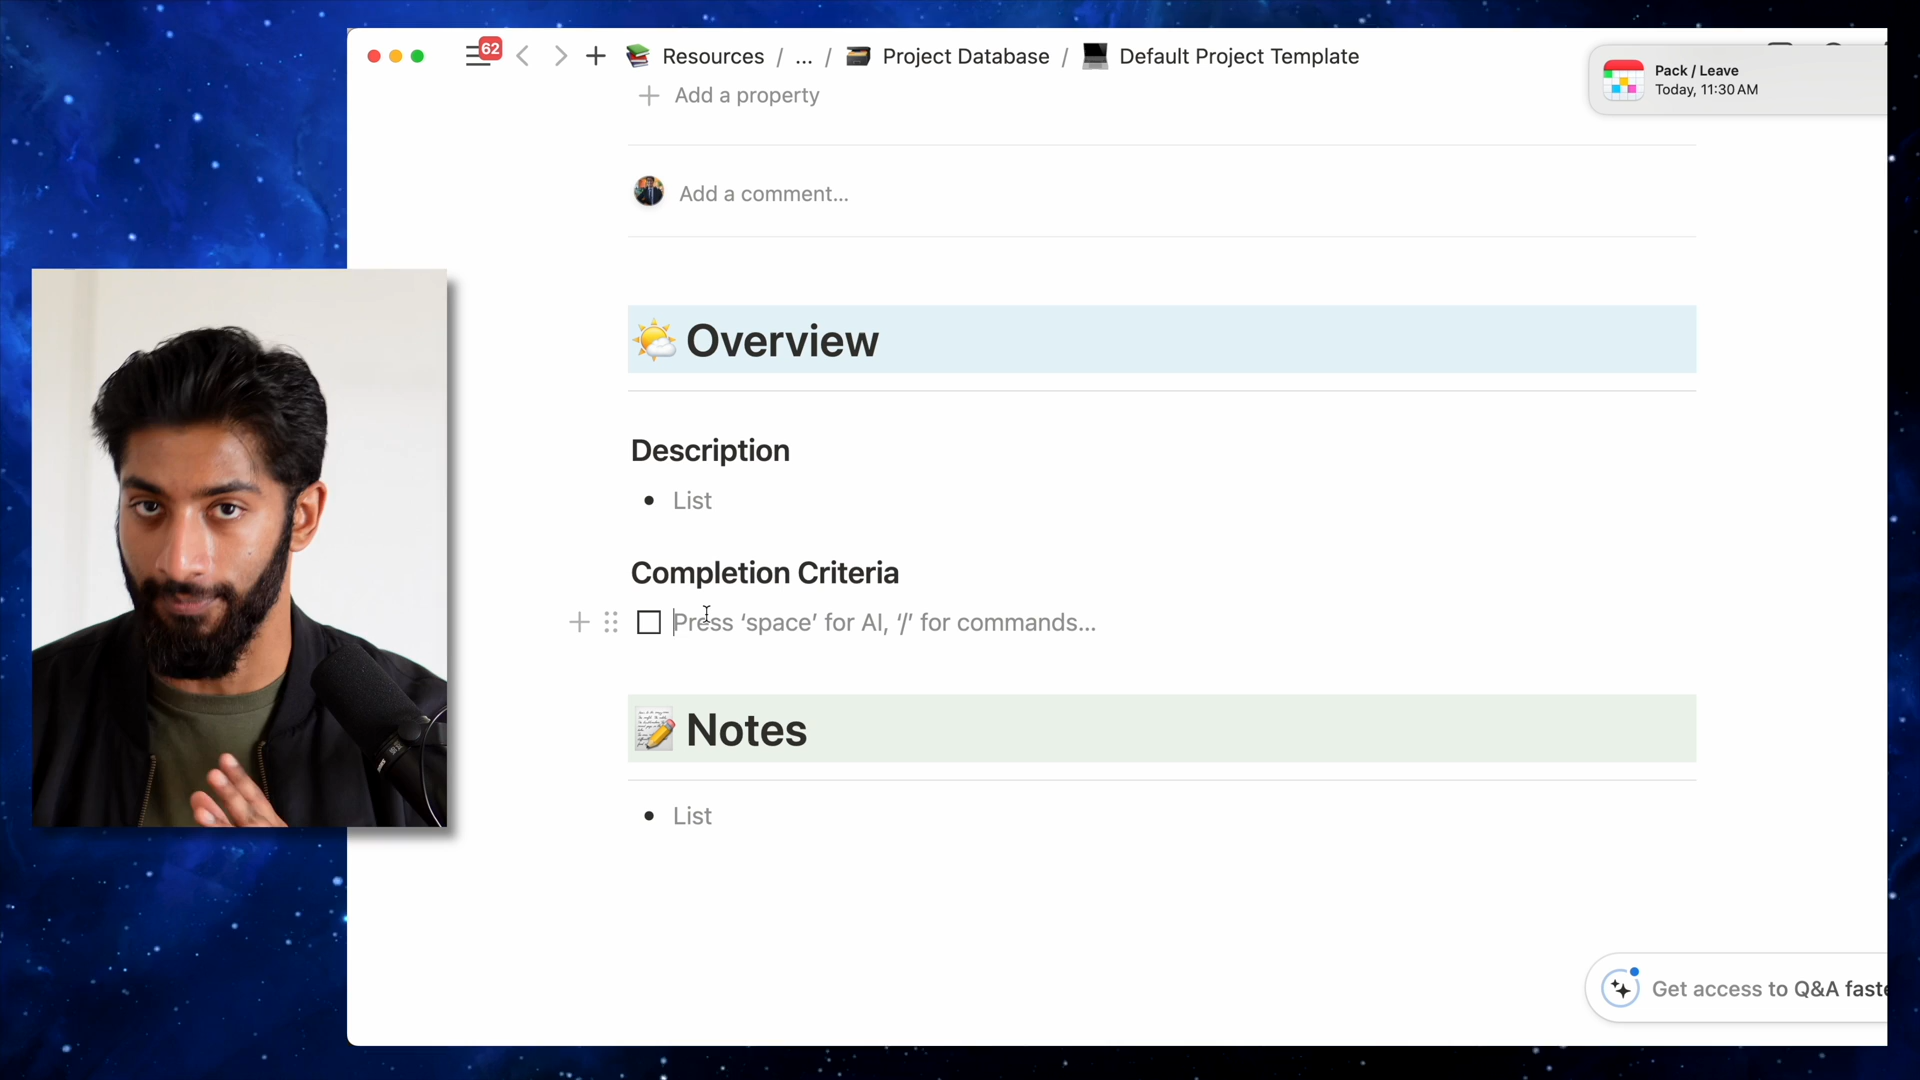 62
Resources / ... / Project Database / Default Project Template
Pack / Leave
Today, 11:30 AM
Add a property
Add a comment...
Overview
Description
• List
Completion Criteria
Press ‘space’ for AI, ‘/’ for commands...
Notes
• List
Get access to Q&A